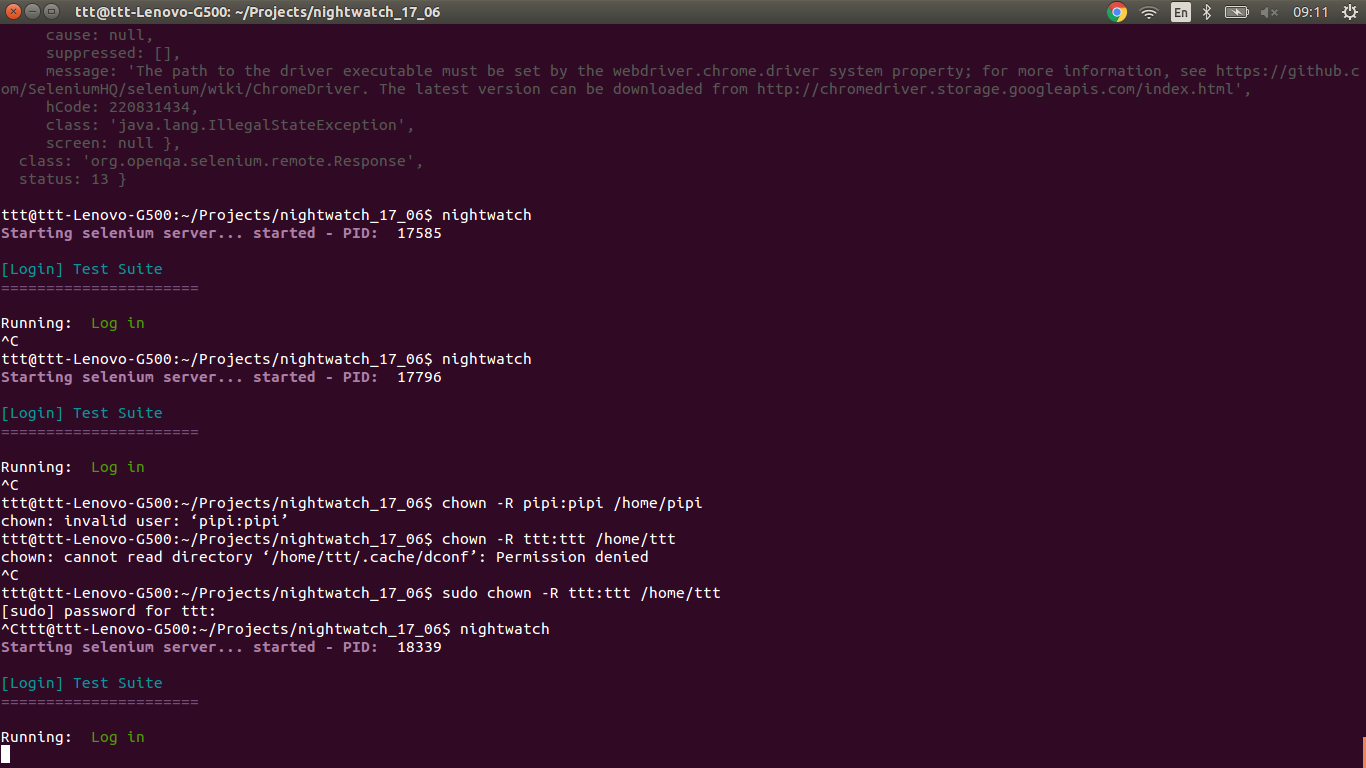 ttt@ttt-Lenovo-G500: ~/Projects/nightwatch_17_06
En
09:11
cause: null,
suppressed: [],
message: 'The path to the driver executable must be set by the webdriver.chrome.driver system property; for more information, see https://github.c
om/SeleniumHQ/selenium/wiki/ChromeDriver. The latest version can be downloaded from http://chromedriver.storage.googleapis.com/index.html',
hCode: 220831434,
class: 'java.lang.IllegalStateException',
screen: null },
class: 'org.openqa.selenium.remote.Response',
status: 13 }
ttt@ttt-Lenovo-G500:~/Projects/nightwatch_17_06$ nightwatch
Starting selenium server... started - PID:  17585
[Login] Test Suite
======================
Running:  Log in
^C
ttt@ttt-Lenovo-G500:~/Projects/nightwatch_17_06$ nightwatch
Starting selenium server... started - PID:  17796
[Login] Test Suite
======================
Running:  Log in
^C
ttt@ttt-Lenovo-G500:~/Projects/nightwatch_17_06$ chown -R pipi:pipi /home/pipi
chown: invalid user: ‘pipi:pipi’
ttt@ttt-Lenovo-G500:~/Projects/nightwatch_17_06$ chown -R ttt:ttt /home/ttt
chown: cannot read directory ‘/home/ttt/.cache/dconf’: Permission denied
^C
ttt@ttt-Lenovo-G500:~/Projects/nightwatch_17_06$ sudo chown -R ttt:ttt /home/ttt
[sudo] password for ttt:
^Cttt@ttt-Lenovo-G500:~/Projects/nightwatch_17_06$ nightwatch
Starting selenium server... started - PID:  18339
[Login] Test Suite
======================
Running:  Log in